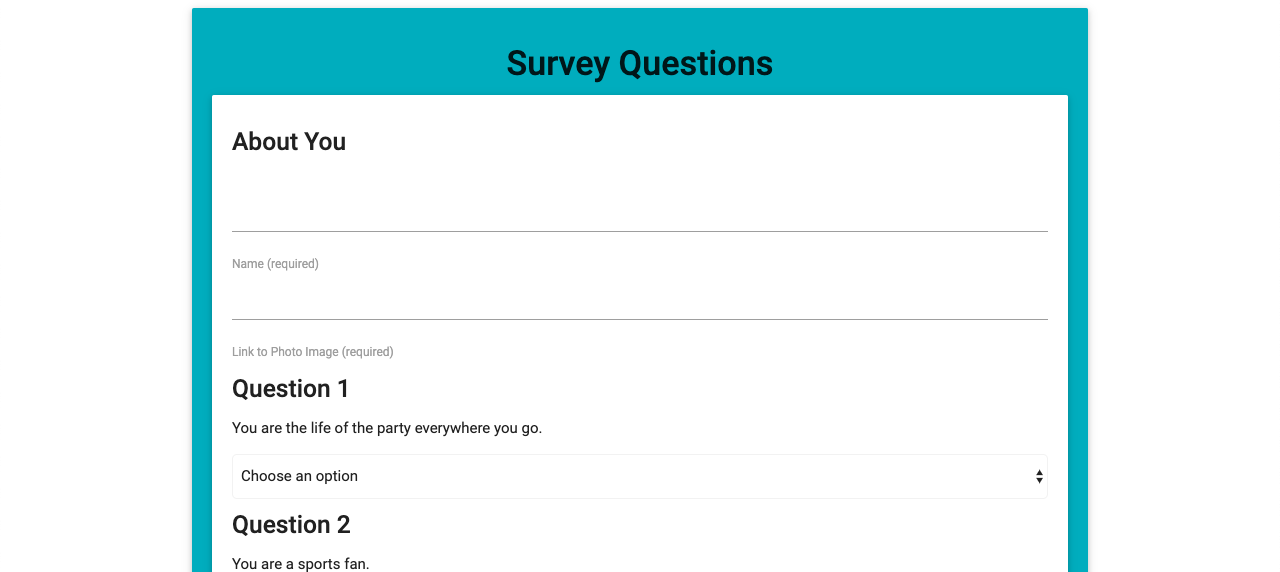 Survey Questions
About You
Name (required)
Link to Photo Image (required)
Question 1
You are the life of the party everywhere you go.
Choose an option
Question 2
You are a sports fan.